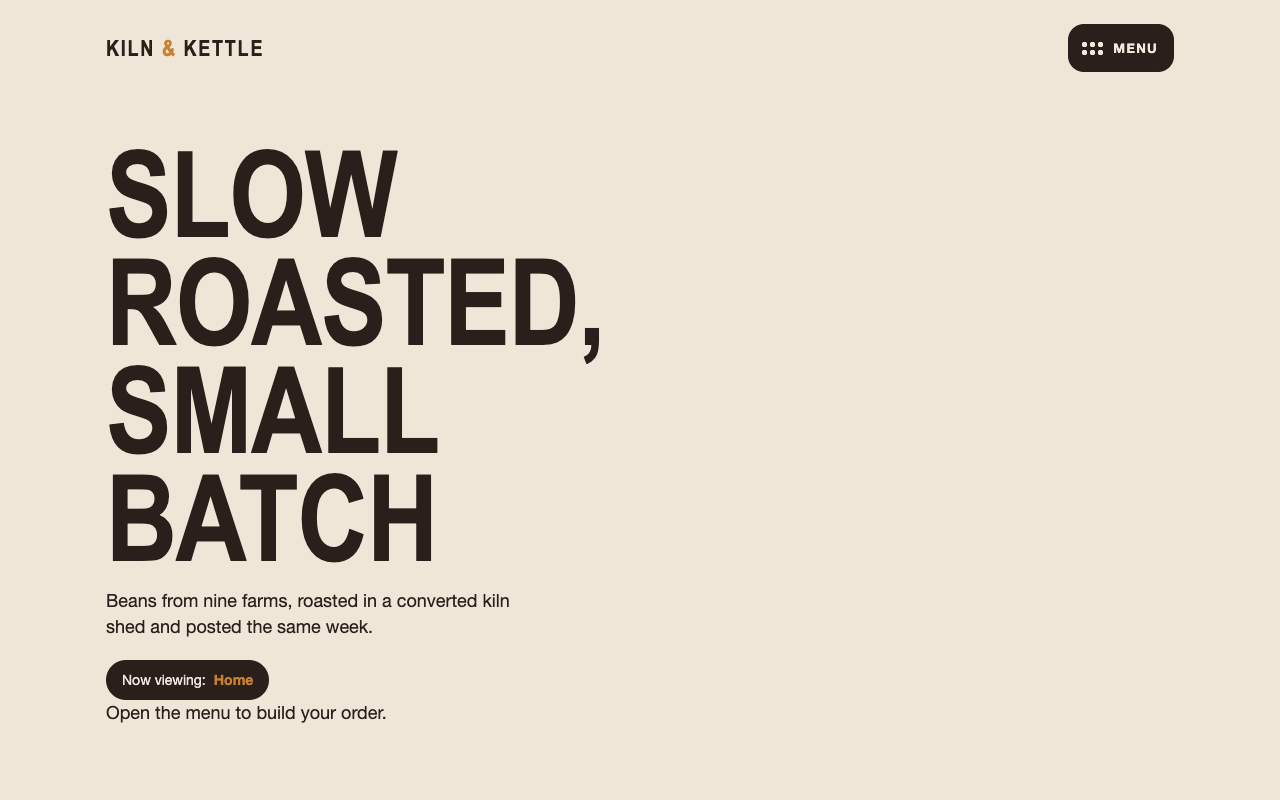 KILN & KETTLE
MENU
SLOW
ROASTED,
SMALL
BATCH
Beans from nine farms, roasted in a converted kiln
shed and posted the same week.
Now viewing: Home
Open the menu to build your order.